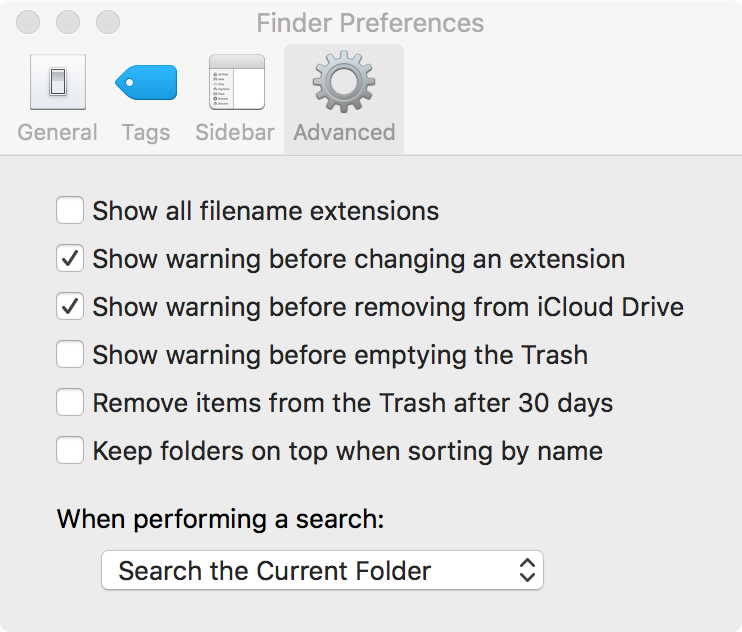 Finder Preferences
General Tags Sidebar Advanced
Show all filename extensions
Show warning before changing an extension
Show warning before removing from iCloud Drive
Show warning before emptying the Trash
Remove items from the Trash after 30 days
Keep folders on top when sorting by name
When performing a search:
Search the Current Folder